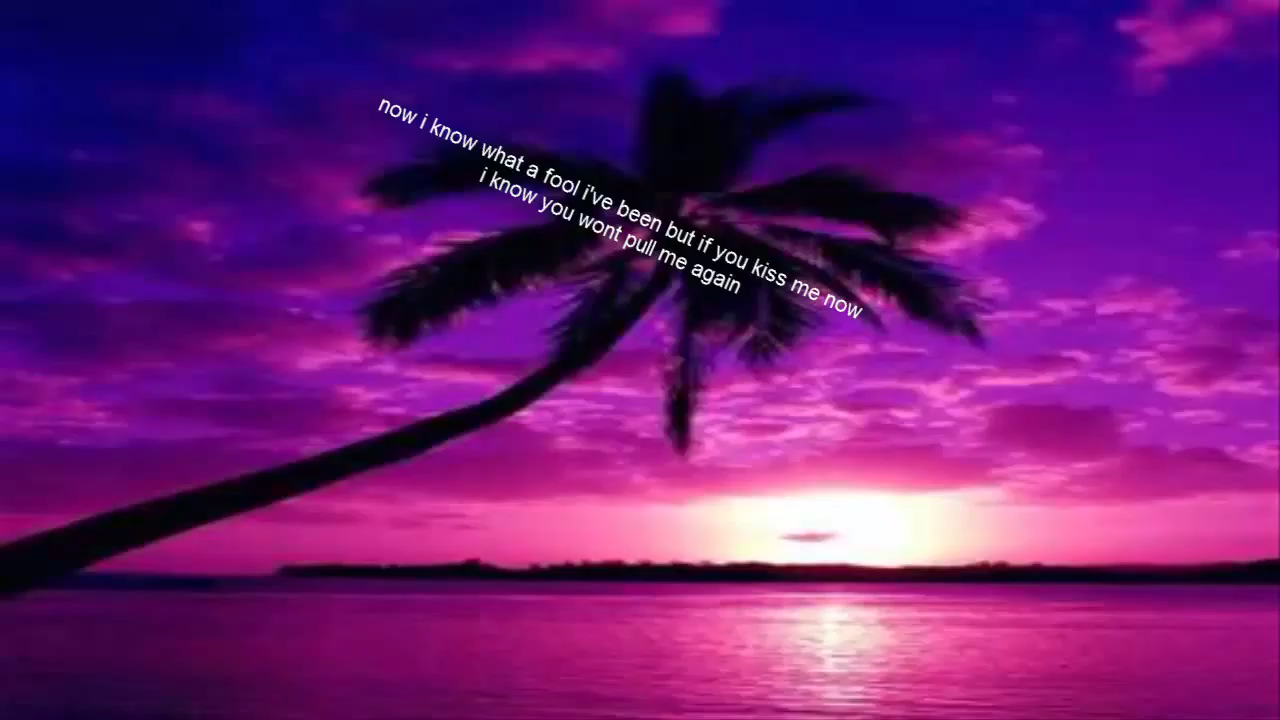 now i know what a fool i've been but if you kiss me now
i know you wont pull me again